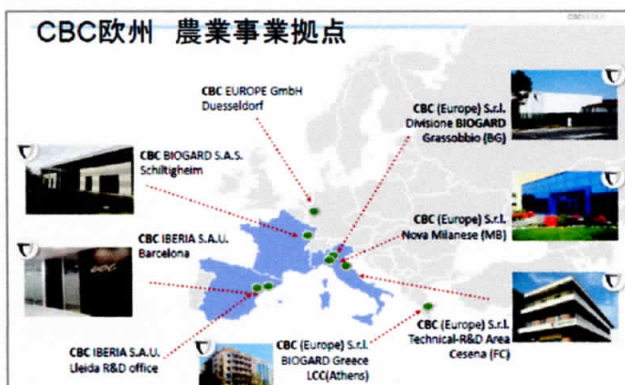 CBC欧州 農業事業拠点
CBC EUROPE GmbH
Duesseldorf
CBC (Europe) S.r.l.
Divisione BIOGARD
Grassobbio (BG)
CBC BIOGARD S.A.S.
Schiltigheim
CBC (Europe) S.r.l.
Nova Milanese (MB)
CBC IBERIA S.A.U.
Barcelona
CBC (Europe) S.r.l.
Technical-R&D Area
Cesena (FC)
CBC (Europe) S.r.l.
BIOGARD Greece
LCC(Athens)
CBC IBERIA S.A.U.
Lleida R&D office